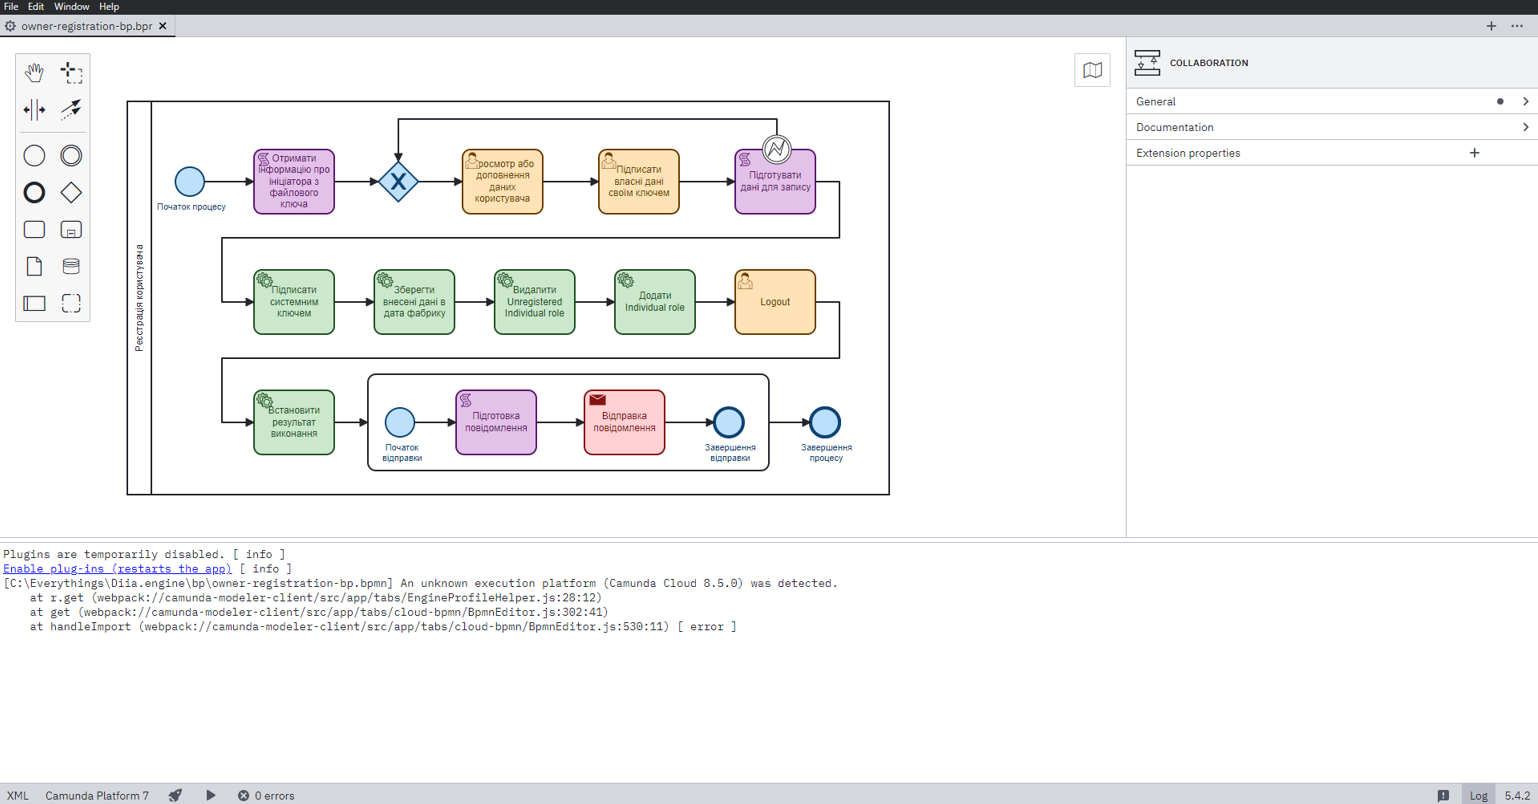 File Edit Window Help
owner-registration-bp.bpr
COLLABORATION
General
Documentation
Extension properties
Реєстрація користувача
Початок процесу
Отримати
інформацію про
ініціатора з
файлового
ключа
росмотр або
доповнення
даних
користувача
Підписати
власні дані
своїм ключем
Підготувати
дані для запису
Підписати
системним
ключем
Зберегти
внесені дані в
дата фабрику
Видалити
Unregistered
Individual role
Додати
Individual role
Logout
Встановити
результат
виконання
Початок
відправки
Підготовка
повідомлення
Відправка
повідомлення
Завершення
відправки
Завершення
процесу
Plugins are temporarily disabled. [ info ]
Enable plug-ins (restarts the app) [ info ]
[C:\Everythings\Diia.engine\bp\owner-registration-bp.bpmn] An unknown execution platform (Camunda Cloud 8.5.0) was detected.
at r.get (webpack://camunda-modeler-client/src/app/tabs/EngineProfileHelper.js:28:12)
at get (webpack://camunda-modeler-client/src/app/tabs/cloud-bpmn/BpmnEditor.js:302:41)
at handleImport (webpack://camunda-modeler-client/src/app/tabs/cloud-bpmn/BpmnEditor.js:530:11) [ error ]
XML Camunda Platform 7 0 errors Log 5.4.2